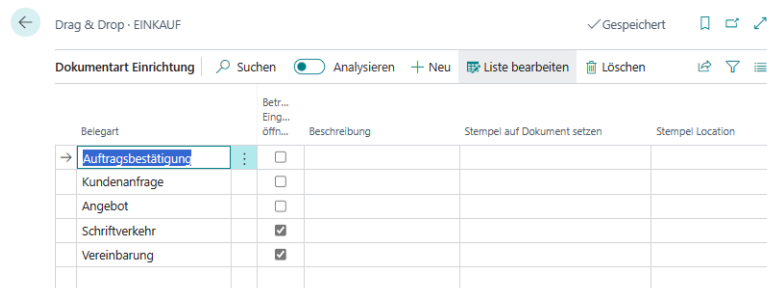 Drag & Drop · EINKAUF
Gespeichert
Dokumentart Einrichtung
Suchen
Analysieren
Neu
Liste bearbeiten
Löschen
Belegart
Betr...
Eing...
öffn...
Beschreibung
Stempel auf Dokument setzen
Stempel Location
Auftragsbestätigung
Kundenanfrage
Angebot
Schriftverkehr
Vereinbarung